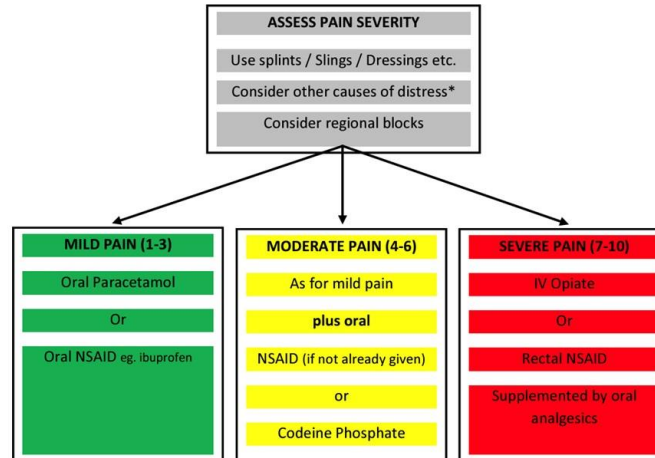 ASSESS PAIN SEVERITY
Use splints / Slings / Dressings etc.
Consider other causes of distress*
Consider regional blocks
MILD PAIN (1-3)
Oral Paracetamol
Or
Oral NSAID eg. ibuprofen
MODERATE PAIN (4-6)
As for mild pain
plus oral
NSAID (if not already given)
or
Codeine Phosphate
SEVERE PAIN (7-10)
IV Opiate
Or
Rectal NSAID
Supplemented by oral
analgesics